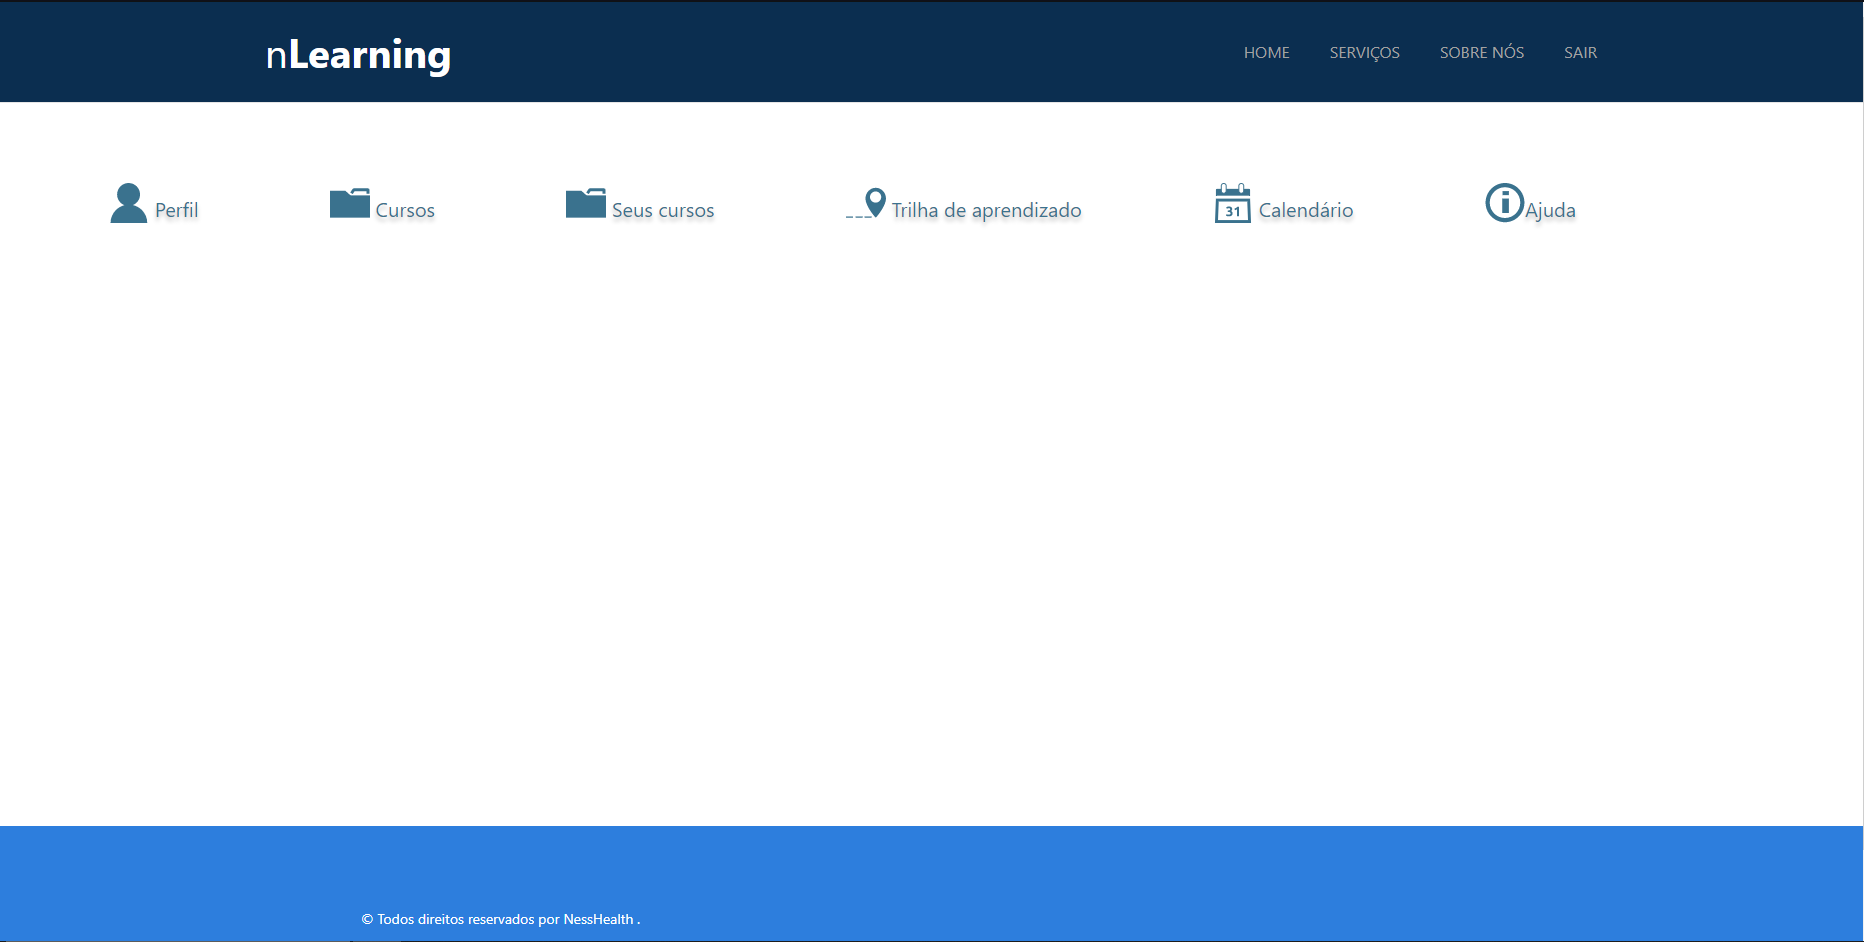 nLearning
HOME SERVIÇOS SOBRE NÓS SAIR
Perfil Cursos Seus cursos Trilha de aprendizado 31 Calendário Ajuda
© Todos direitos reservados por NessHealth .